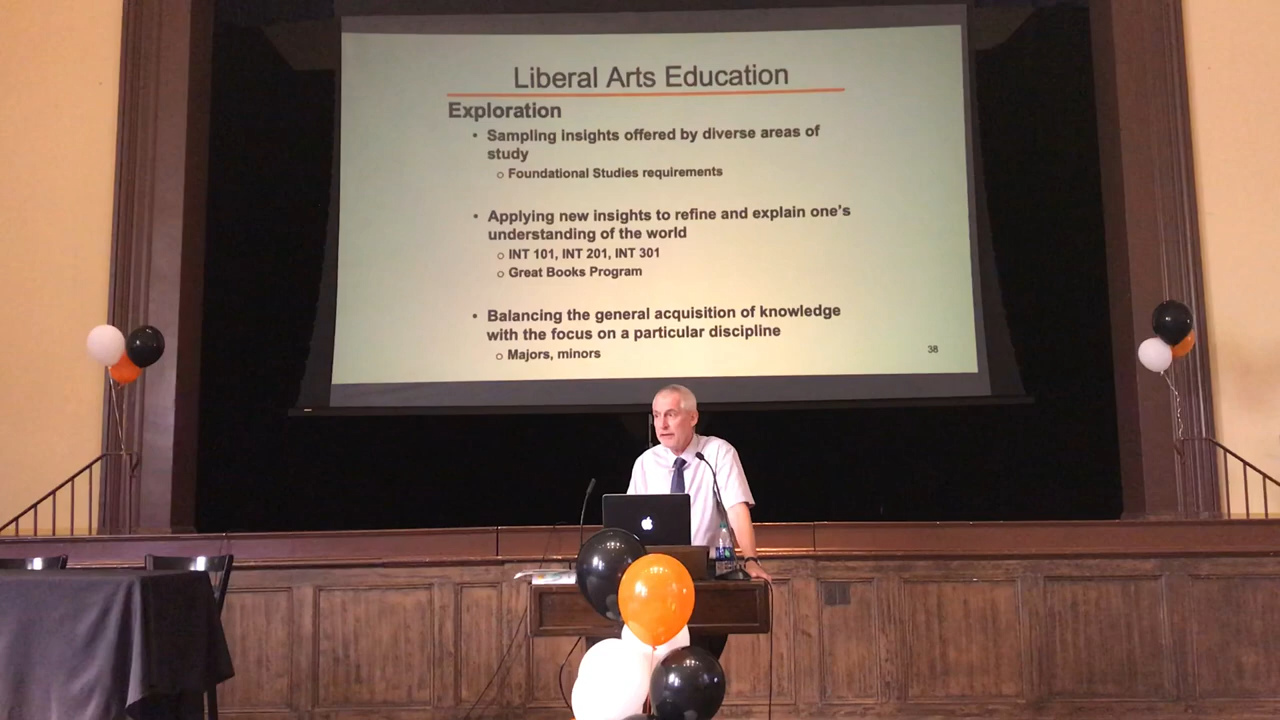 Liberal Arts Education
Exploration
• Sampling insights offered by diverse areas of
study
o Foundational Studies requirements
• Applying new insights to refine and explain one's
understanding of the world
o INT 101, INT 201, INT 301
o Great Books Program
• Balancing the general acquisition of knowledge
with the focus on a particular discipline
o Majors, minors
38